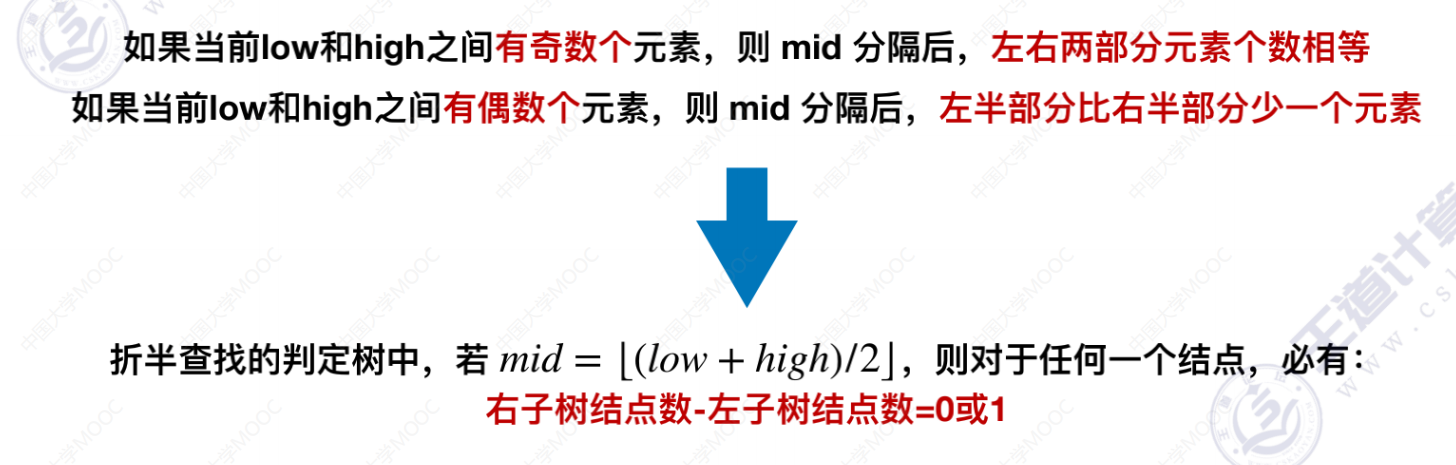 如果当前low和high之间有奇数个元素，则 mid 分隔后，左右两部分元素个数相等
如果当前low和high之间有偶数个元素，则 mid 分隔后，左半部分比右半部分少一个元素
折半查找的判定树中，若 mid = ⌊(low + high)/2⌋，则对于任何一个结点，必有：
右子树结点数-左子树结点数=0或1
中国大学MOOC
王道计算